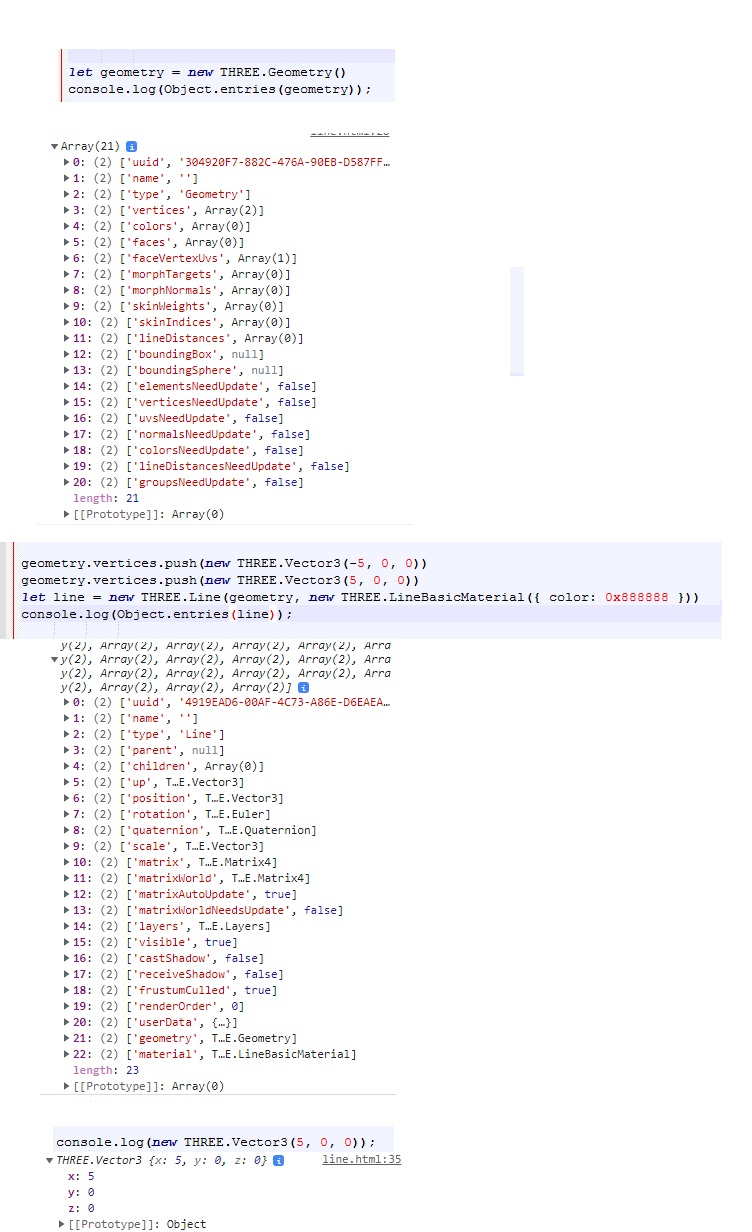 let geometry = new THREE.Geometry()
console.log(Object.entries(geometry));
▼Array(21) i
▶0: (2) ['uuid', '304920F7-882C-476A-90EB-D587FF…
▶1: (2) ['name', '']
▶2: (2) ['type', 'Geometry']
▶3: (2) ['vertices', Array(2)]
▶4: (2) ['colors', Array(0)]
▶5: (2) ['faces', Array(0)]
▶6: (2) ['faceVertexUvs', Array(1)]
▶7: (2) ['morphTargets', Array(0)]
▶8: (2) ['morphNormals', Array(0)]
▶9: (2) ['skinWeights', Array(0)]
▶10: (2) ['skinIndices', Array(0)]
▶11: (2) ['lineDistances', Array(0)]
▶12: (2) ['boundingBox', null]
▶13: (2) ['boundingSphere', null]
▶14: (2) ['elementsNeedUpdate', false]
▶15: (2) ['verticesNeedUpdate', false]
▶16: (2) ['uvsNeedUpdate', false]
▶17: (2) ['normalsNeedUpdate', false]
▶18: (2) ['colorsNeedUpdate', false]
▶19: (2) ['lineDistancesNeedUpdate', false]
▶20: (2) ['groupsNeedUpdate', false]
length: 21
▶[[Prototype]]: Array(0)
geometry.vertices.push(new THREE.Vector3(-5, 0, 0))
geometry.vertices.push(new THREE.Vector3(5, 0, 0))
let line = new THREE.Line(geometry, new THREE.LineBasicMaterial({ color: 0x888888 }))
console.log(Object.entries(line));
y(2), Array(2), Array(2), Array(2), Array(2), Arra
▼y(2), Array(2), Array(2), Array(2), Array(2), Arra
y(2), Array(2), Array(2), Array(2), Array(2), Arra
y(2), Array(2), Array(2), Array(2)] i
▶0: (2) ['uuid', '4919EAD6-00AF-4C73-A86E-D6EAEA…
▶1: (2) ['name', '']
▶2: (2) ['type', 'Line']
▶3: (2) ['parent', null]
▶4: (2) ['children', Array(0)]
▶5: (2) ['up', T…E.Vector3]
▶6: (2) ['position', T…E.Vector3]
▶7: (2) ['rotation', T…E.Euler]
▶8: (2) ['quaternion', T…E.Quaternion]
▶9: (2) ['scale', T…E.Vector3]
▶10: (2) ['matrix', T…E.Matrix4]
▶11: (2) ['matrixWorld', T…E.Matrix4]
▶12: (2) ['matrixAutoUpdate', true]
▶13: (2) ['matrixWorldNeedsUpdate', false]
▶14: (2) ['layers', T…E.Layers]
▶15: (2) ['visible', true]
▶16: (2) ['castShadow', false]
▶17: (2) ['receiveShadow', false]
▶18: (2) ['frustumCulled', true]
▶19: (2) ['renderOrder', 0]
▶20: (2) ['userData', {…}]
▶21: (2) ['geometry', T…E.Geometry]
▶22: (2) ['material', T…E.LineBasicMaterial]
length: 23
▶[[Prototype]]: Array(0)
console.log(new THREE.Vector3(5, 0, 0));
▼THREE.Vector3 {x: 5, y: 0, z: 0} i line.html:35
x: 5
y: 0
z: 0
▶[[Prototype]]: Object